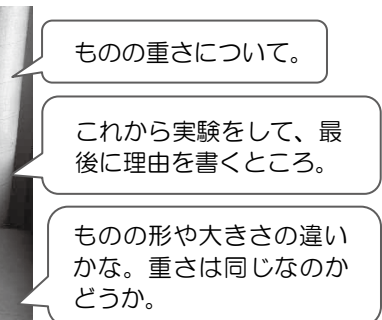 ものの重さについて。
これから実験をして、最
後に理由を書くところ。
ものの形や大きさの違い
かな。重さは同じなのか
どうか。